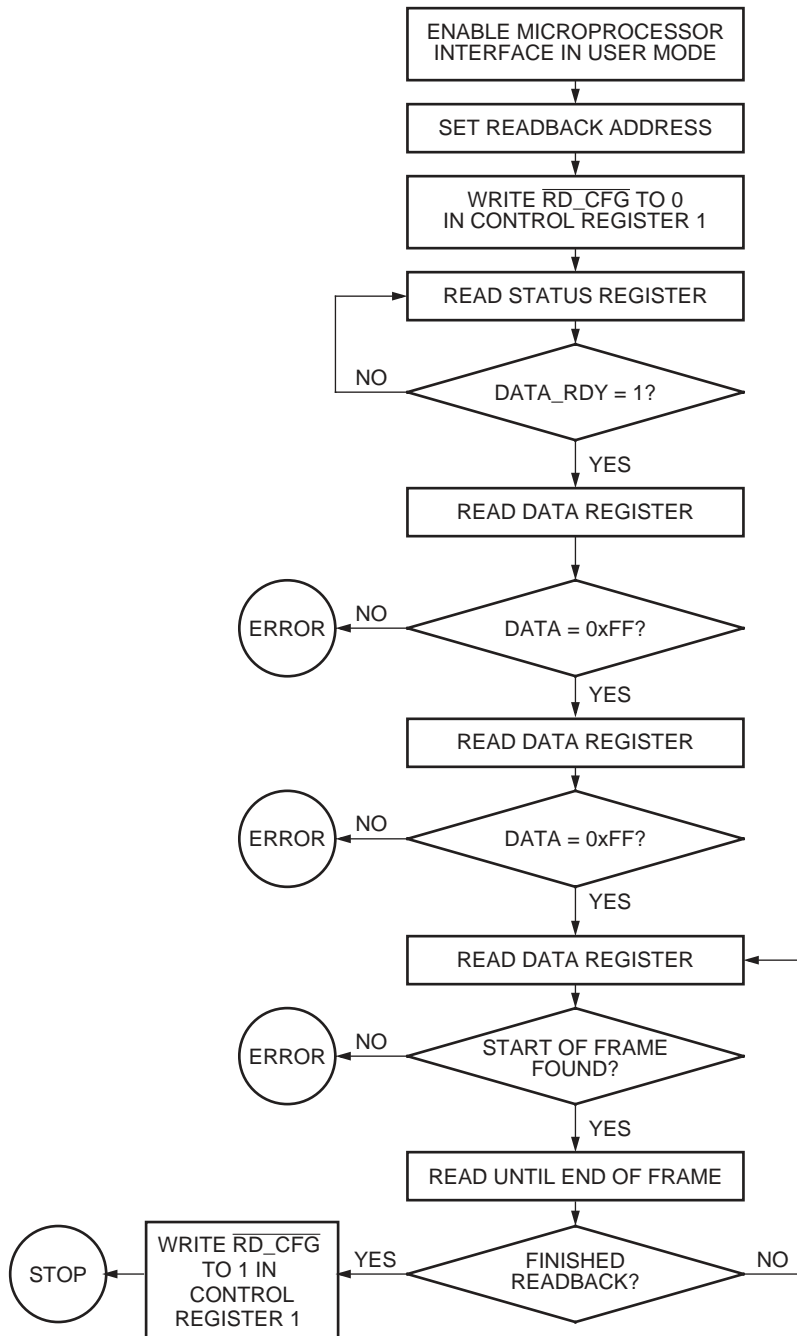 ENABLE MICROPROCESSOR
INTERFACE IN USER MODE
SET READBACK ADDRESS
WRITE RD_CFG TO 0
IN CONTROL REGISTER 1
READ STATUS REGISTER
NO
DATA_RDY = 1?
YES
READ DATA REGISTER
ERROR
NO
DATA = 0xFF?
YES
READ DATA REGISTER
ERROR
NO
DATA = 0xFF?
YES
READ DATA REGISTER
ERROR
NO
START OF FRAME
FOUND?
YES
READ UNTIL END OF FRAME
STOP
WRITE RD_CFG
TO 1 IN
CONTROL
REGISTER 1
YES
FINISHED
READBACK?
NO